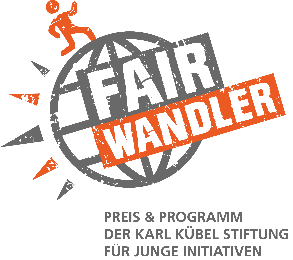 FAIR
WANDLER
PREIS & PROGRAMM
DER KARL KÜBEL STIFTUNG
FÜR JUNGE INITIATIVEN